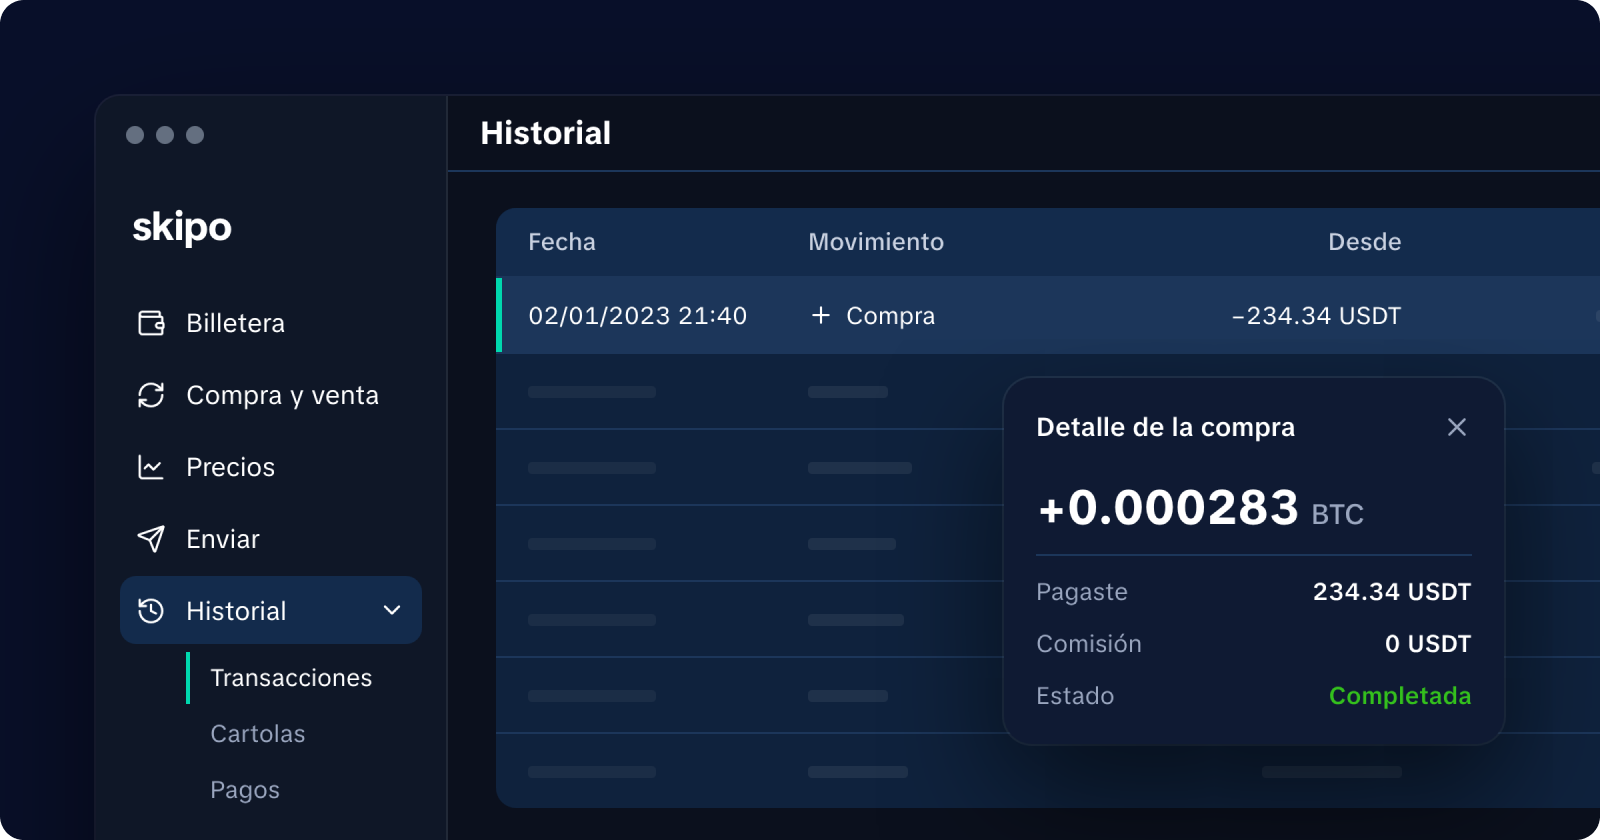 Historial
skipo
Billetera
Compra y venta
Precios
Enviar
Historial
Transacciones
Cartolas
Pagos
Fecha Movimiento Desde
02/01/2023 21:40 + Compra −234.34 USDT
Detalle de la compra
+0.000283 BTC
Pagaste 234.34 USDT
Comisión 0 USDT
Estado Completada